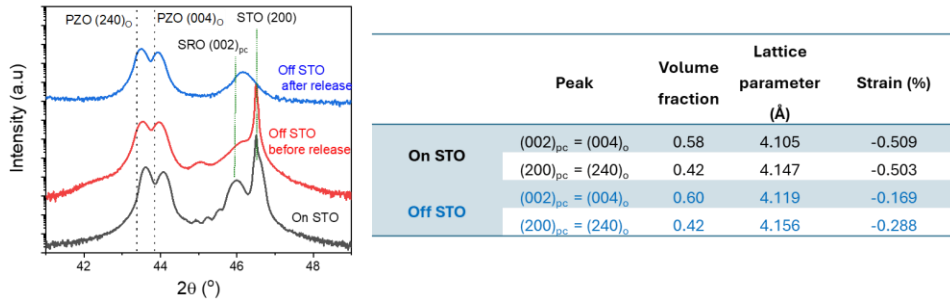 PZO (240)O
PZO (004)O
STO (200)
SRO (002)pc
Off STO
after release
Off STO
before release
On STO
Intensity (a.u)
42 44 46 48
2θ (°)
Peak Volume fraction Lattice parameter (Å) Strain (%)
On STO (002)pc = (004)o 0.58 4.105 -0.509
(200)pc = (240)o 0.42 4.147 -0.503
Off STO (002)pc = (004)o 0.60 4.119 -0.169
(200)pc = (240)o 0.42 4.156 -0.288